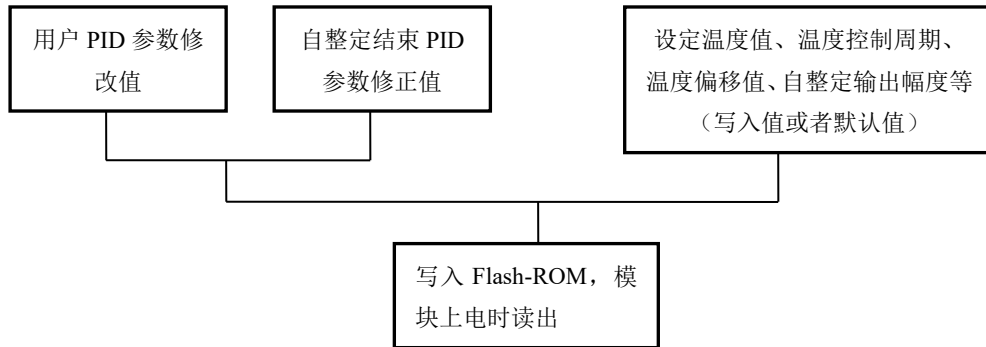 用户 PID 参数修
改值
自整定结束 PID
参数修正值
设定温度值、温度控制周期、
温度偏移值、自整定输出幅度等
（写入值或者默认值）
写入 Flash-ROM，模
块上电时读出